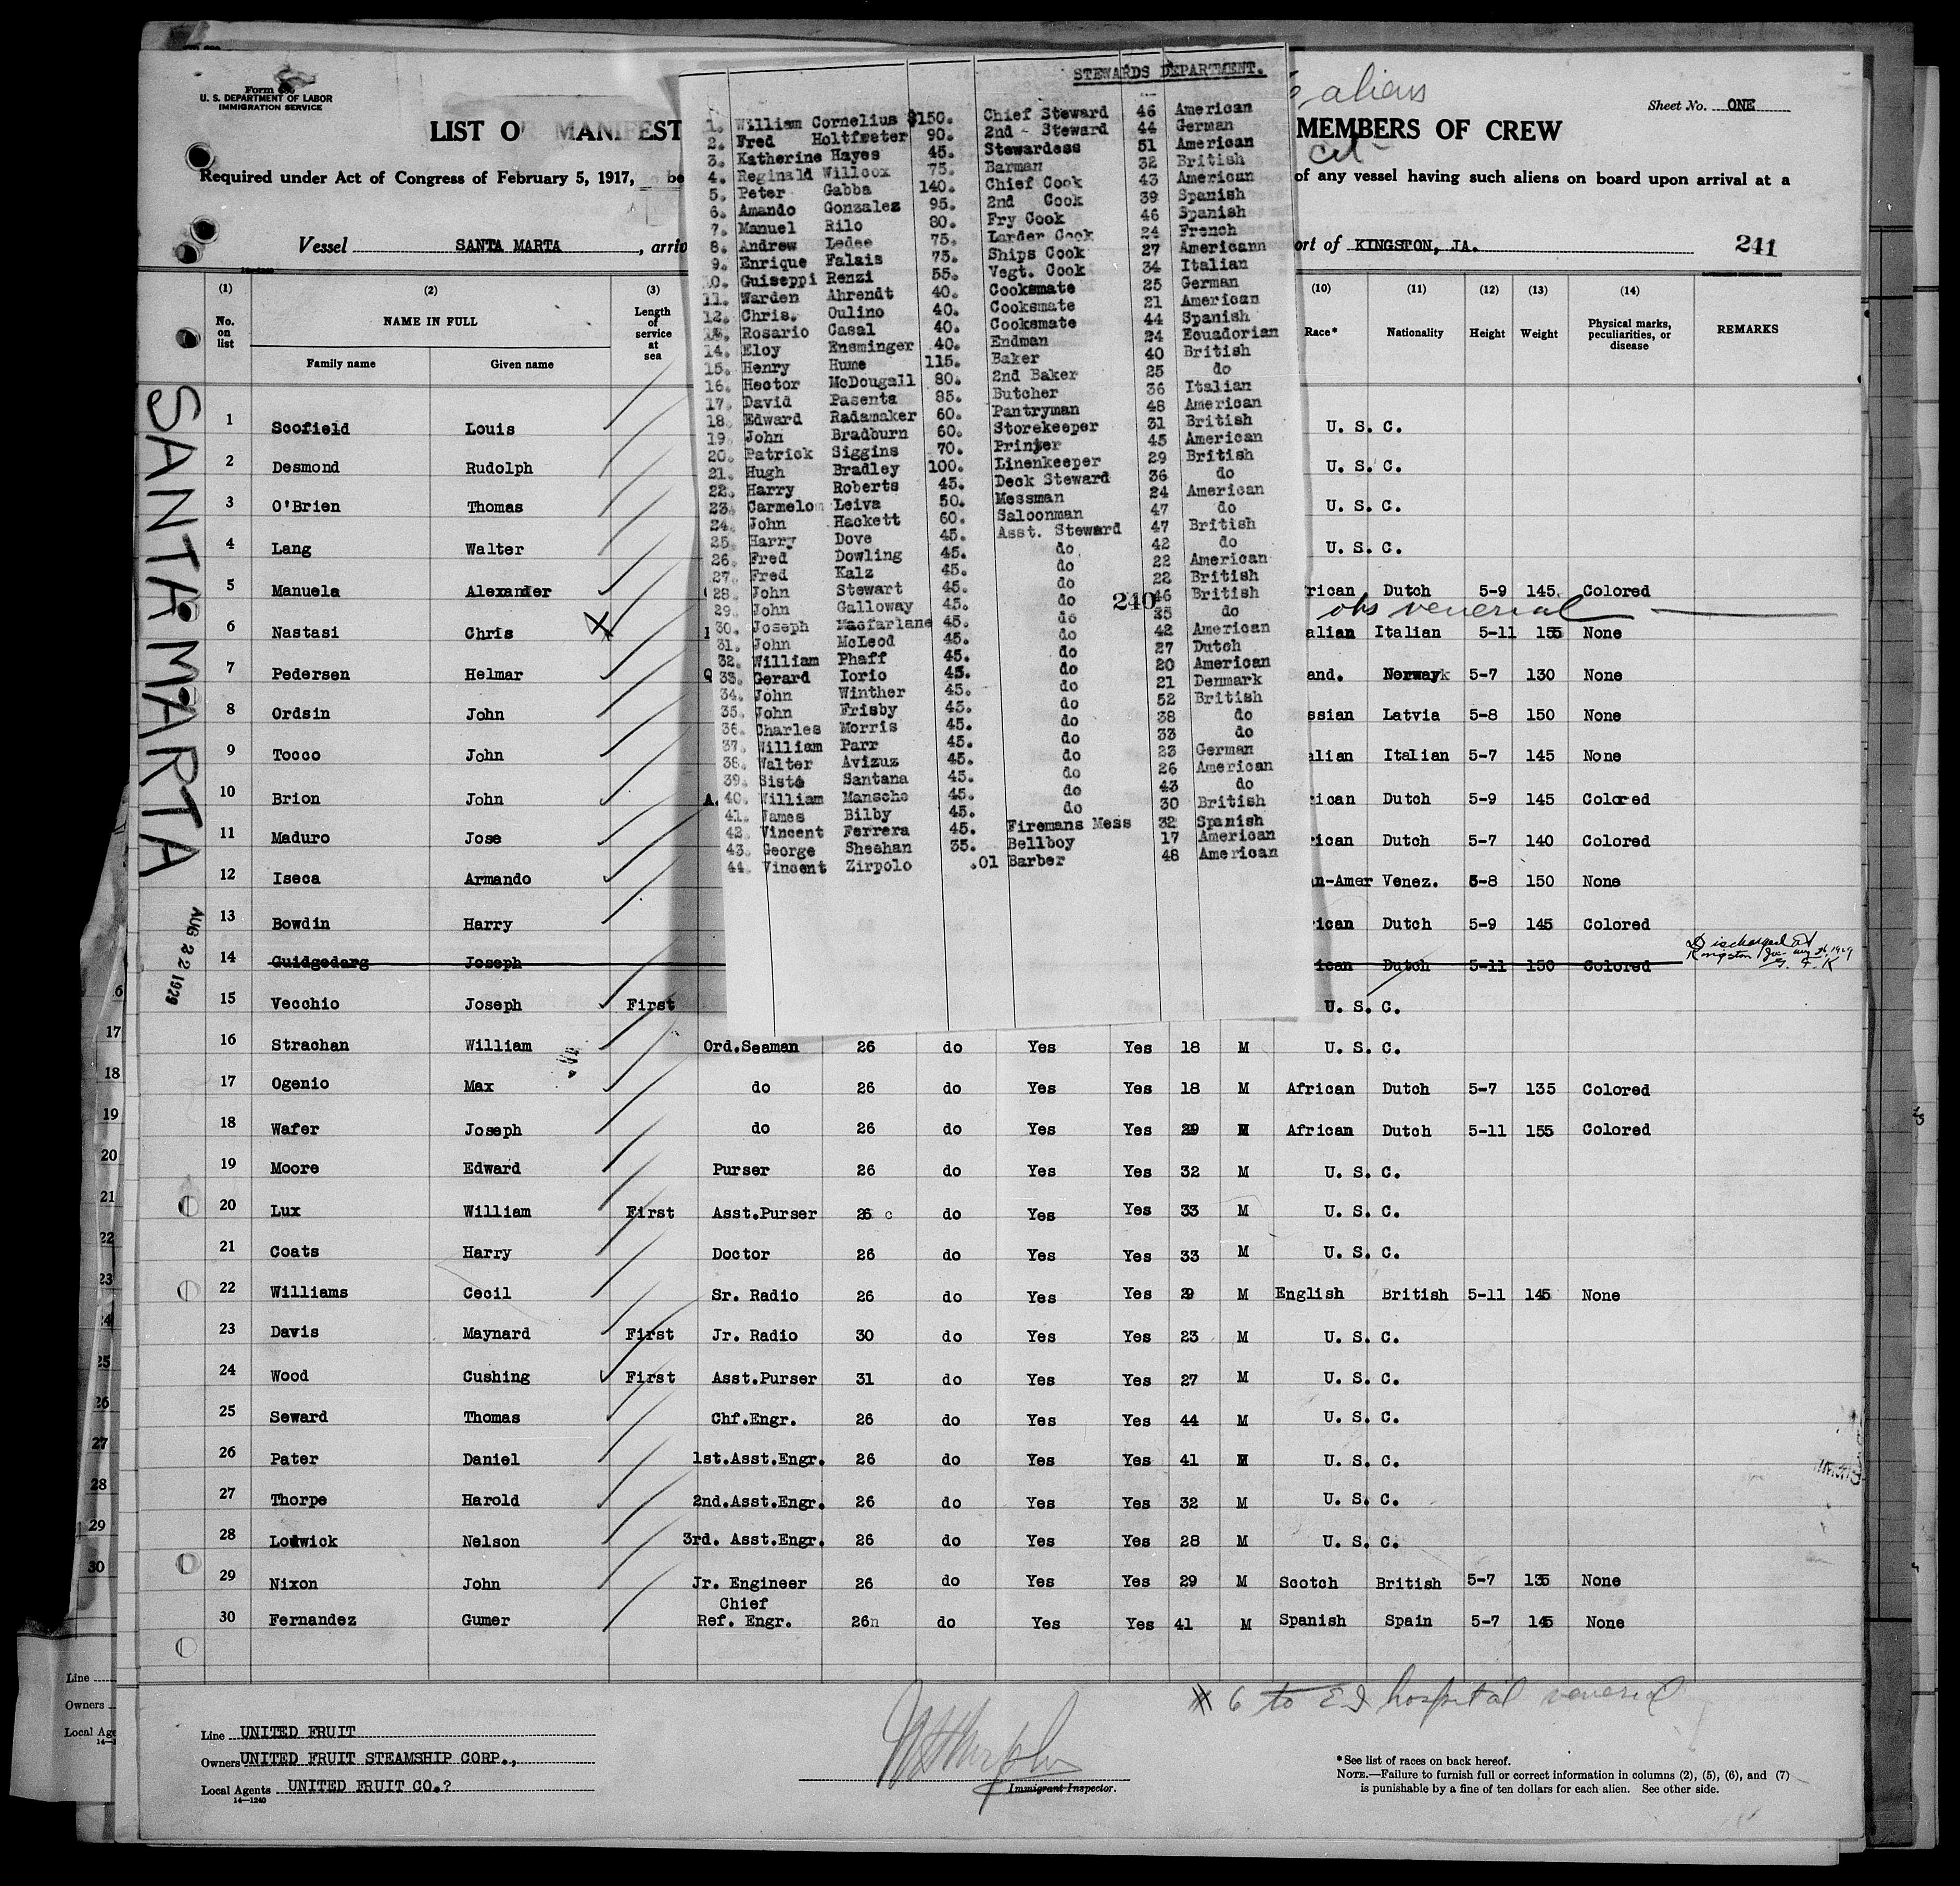 Form 680
U. S. DEPARTMENT OF LABOR
IMMIGRATION SERVICE
LIST O MANIFEST
MEMBERS OF CREW
aliens
Sheet No. ONE
Required under Act of Congress of February 5, 1917, be
of any vessel having such aliens on board upon arrival at a
Vessel SANTA MARTA, arriv
ort of KINGSTON, JA.
241
SANTA MARTA
AUG 22 1929
STEWARDS DEPARTMENT.
1. William Cornelius $150. Chief Steward 46 American
2. Fred Holtfreter 90. 2nd - Steward 44 German
3. Katherine Hayes 45. Stewardess 51 American
4. Reginald Willcox 75. Barman 32 British
5. Peter Gabba 140. Chief Cook 43 American
6. Amando Gonzalez 95. 2nd Cook 39 Spanish
7. Manuel Rilo 80. Fry Cook 46 Spanish
8. Andrew Ledee 75. Larder Cook 24 French
9. Enrique Falais 75. Ships Cook 27 Americann
10. Guiseppi Renzi 55. Vegt. Cook 34 Italian
11. Warden Ahrendt 40. Cooksmate 25 German
12. Chris. Oulino 40. Cooksmate 21 American
13. Rosario Casal 40. Cooksmate 44 Spanish
14. Eloy Ensminger 40. Endman 24 Ecuadorian
15. Henry Hume 115. Baker 40 British
16. Hector McDougall 80. 2nd Baker 25 do
17. David Pasenta 85. Butcher 36 Italian
18. Edward Radamaker 60. Pantryman 48 American
19. John Bradburn 60. Storekeeper 31 British
20. Patrick Siggins 70. Printer 45 American
21. Hugh Bradley 100. Linenkeeper 29 British
22. Harry Roberts 45. Deck Steward 36 do
23. Carmelo Leiva 50. Messman 24 American
24. John Hackett 60. Saloonman 47 do
25. Harry Dove 45. Asst. Steward 47 British
26. Fred Dowling 45. do 42 do
27. Fred Kalz 45. do 22 American
28. John Stewart 45. do 22 British
29. John Galloway 45. do 240 46 British
30. Joseph Macfarlane 45. do 35 do
31. John McLeod 45. do 42 American
32. William Phaff 45. do 27 Dutch
33. Gerard Iorio 45. do 20 American
34. John Winther 45. do 21 Denmark
35. John Frisby 45. do 52 British
36. Charles Morris 45. do 38 do
37. William Parr 45. do 33 do
38. Walter Avizuz 45. do 23 German
39. Sisto Santana 45. do 26 American
40. William Mansche 45. do 43 do
41. James Bilby 45. do 30 British
42. Vincent Ferrera 45. Firemans Mess 32 Spanish
43. George Sheahan 35. Bellboy 17 American
44. Vincent Zirpolo .01 Barber 48 American
(1) (2) (3) (10) (11) (12) (13) (14)
No. on list NAME IN FULL Length of service at sea Race* Nationality Height Weight Physical marks, peculiarities, or disease REMARKS
Family name Given name
1 Scofield Louis U. S. C.
2 Desmond Rudolph U. S. C.
3 O'Brien Thomas U. S. C.
4 Lang Walter U. S. C.
5 Manuela Alexander rican Dutch 5-9 145. Colored
obs venerial
6 Nastasi Chris alian Italian 5-11 155 None
7 Pedersen Helmar and. Norway 5-7 130 None
8 Ordsin John ssian Latvia 5-8 150 None
9 Tocco John alian Italian 5-7 145 None
10 Brion John rican Dutch 5-9 145 Colored
11 Maduro Jose rican Dutch 5-7 140 Colored
12 Iseca Armando n-Amer Venez. 5-8 150 None
13 Bowdin Harry rican Dutch 5-9 145 Colored
14 Guidgedarg Joseph ican Dutch 5-11 150 Colored Discharged at Kingston Ja. Aug 26, 1929
15 Vecchio Joseph First U. S. C.
16 Strachan William Ord.Seaman 26 do Yes Yes 18 M U. S. C.
17 Ogenio Max do 26 do Yes Yes 18 M African Dutch 5-7 135 Colored
18 Wafer Joseph do 26 do Yes Yes 29 M African Dutch 5-11 155 Colored
19 Moore Edward Purser 26 do Yes Yes 32 M U. S. C.
20 Lux William First Asst.Purser 26 do Yes Yes 33 M U. S. C.
21 Coats Harry Doctor 26 do Yes Yes 33 M U. S. C.
22 Williams Cecil Sr. Radio 26 do Yes Yes 29 M English British 5-11 145 None
23 Davis Maynard First Jr. Radio 30 do Yes Yes 23 M U. S. C.
24 Wood Cushing First Asst.Purser 31 do Yes Yes 27 M U. S. C.
25 Seward Thomas Chf.Engr. 26 do Yes Yes 44 M U. S. C.
26 Pater Daniel 1st.Asst.Engr. 26 do Yes Yes 41 M U. S. C.
27 Thorpe Harold 2nd.Asst.Engr. 26 do Yes Yes 32 M U. S. C.
28 Lodwick Nelson 3rd. Asst.Engr. 26 do Yes Yes 28 M U. S. C.
29 Nixon John Jr. Engineer 26 do Yes Yes 29 M Scotch British 5-7 135 None
30 Fernandez Gumer Chief Ref. Engr. 26 do Yes Yes 41 M Spanish Spain 5-7 145 None
# 6 to E I hospital venereal
Line UNITED FRUIT
Owners UNITED FRUIT STEAMSHIP CORP.,
Local Agents UNITED FRUIT CO.?
14—1240
Immigrant Inspector.
*See list of races on back hereof.
NOTE.—Failure to furnish full or correct information in columns (2), (5), (6), and (7)
is punishable by a fine of ten dollars for each alien. See other side.